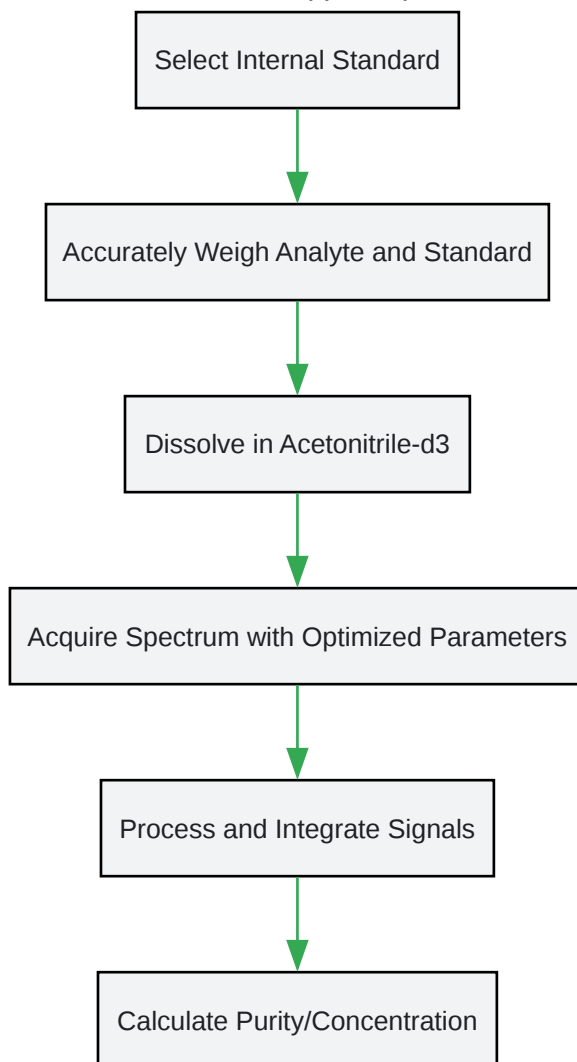 Select Internal Standard
Accurately Weigh Analyte and Standard
Dissolve in Acetonitrile-d3
Acquire Spectrum with Optimized Parameters
Process and Integrate Signals
Calculate Purity/Concentration